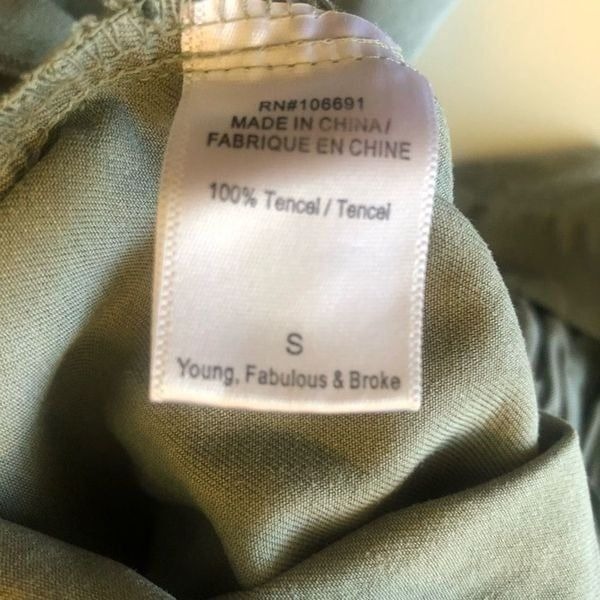 RN#106691
MADE IN CHINA/
FABRIQUE EN CHINE
100% Tencel / Tencel
S
Young, Fabulous & Broke